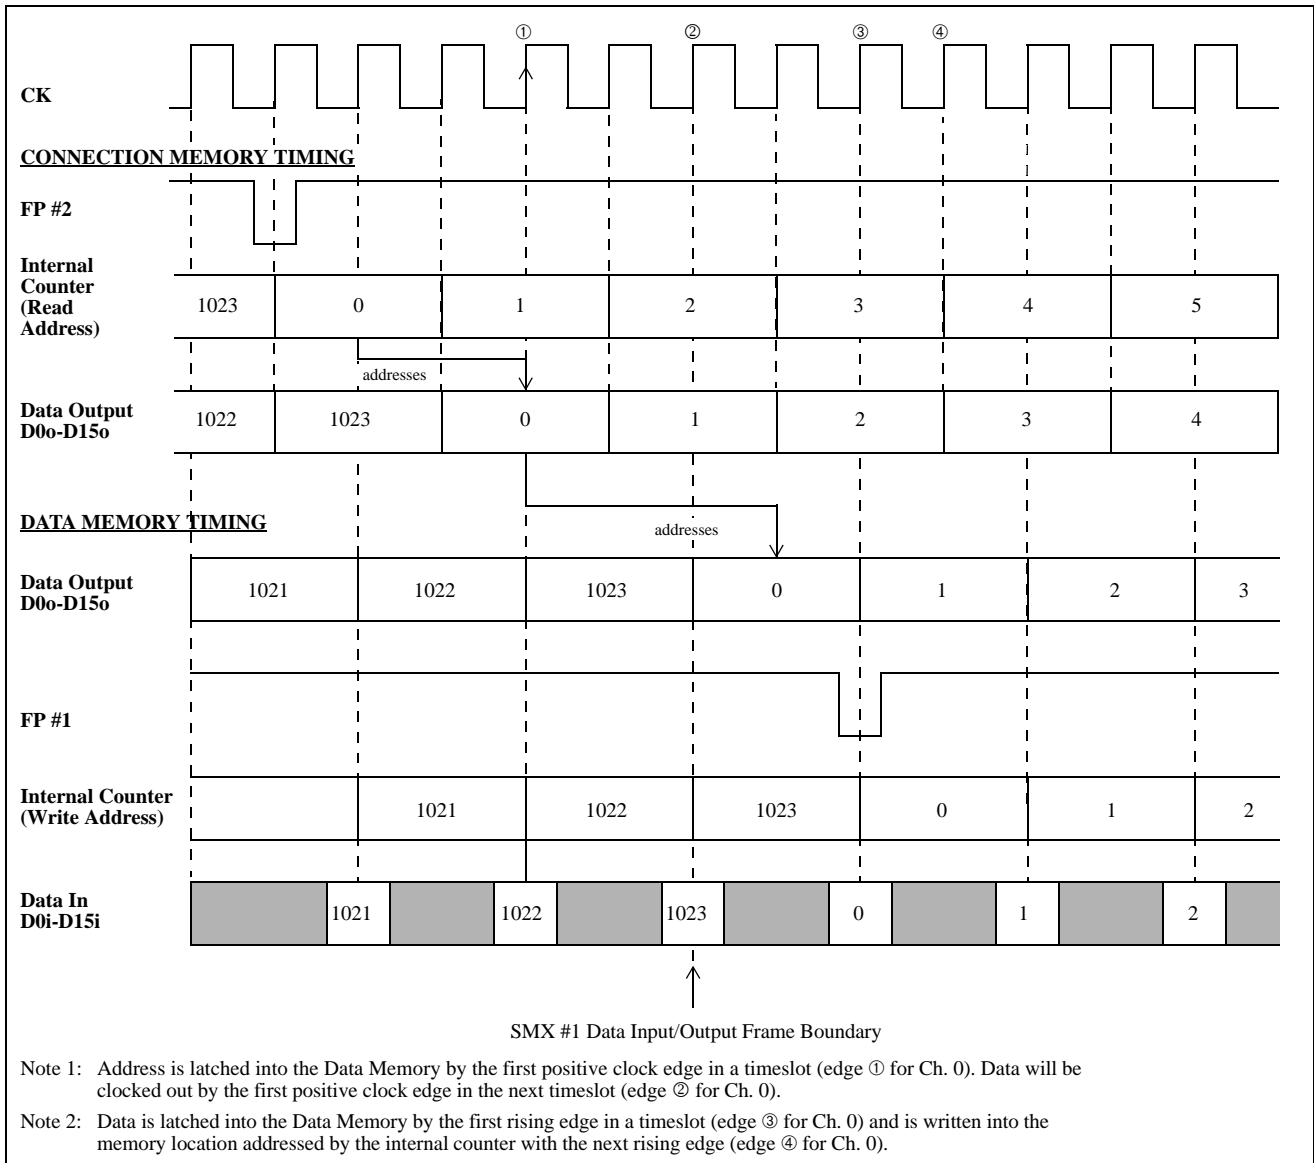 ① ② ③ ④
CK
CONNECTION MEMORY TIMING
FP #2
Internal
Counter
(Read
Address)
1023 0 1 2 3 4 5
addresses
Data Output
D0o-D15o
1022 1023 0 1 2 3 4
DATA MEMORY TIMING
addresses
Data Output
D0o-D15o
1021 1022 1023 0 1 2 3
FP #1
Internal Counter
(Write Address)
1021 1022 1023 0 1 2
Data In
D0i-D15i
1021 1022 1023 0 1 2
SMX #1 Data Input/Output Frame Boundary
Note 1: Address is latched into the Data Memory by the first positive clock edge in a timeslot (edge ① for Ch. 0). Data will be
clocked out by the first positive clock edge in the next timeslot (edge ② for Ch. 0).
Note 2: Data is latched into the Data Memory by the first rising edge in a timeslot (edge ③ for Ch. 0) and is written into the
memory location addressed by the internal counter with the next rising edge (edge ④ for Ch. 0).